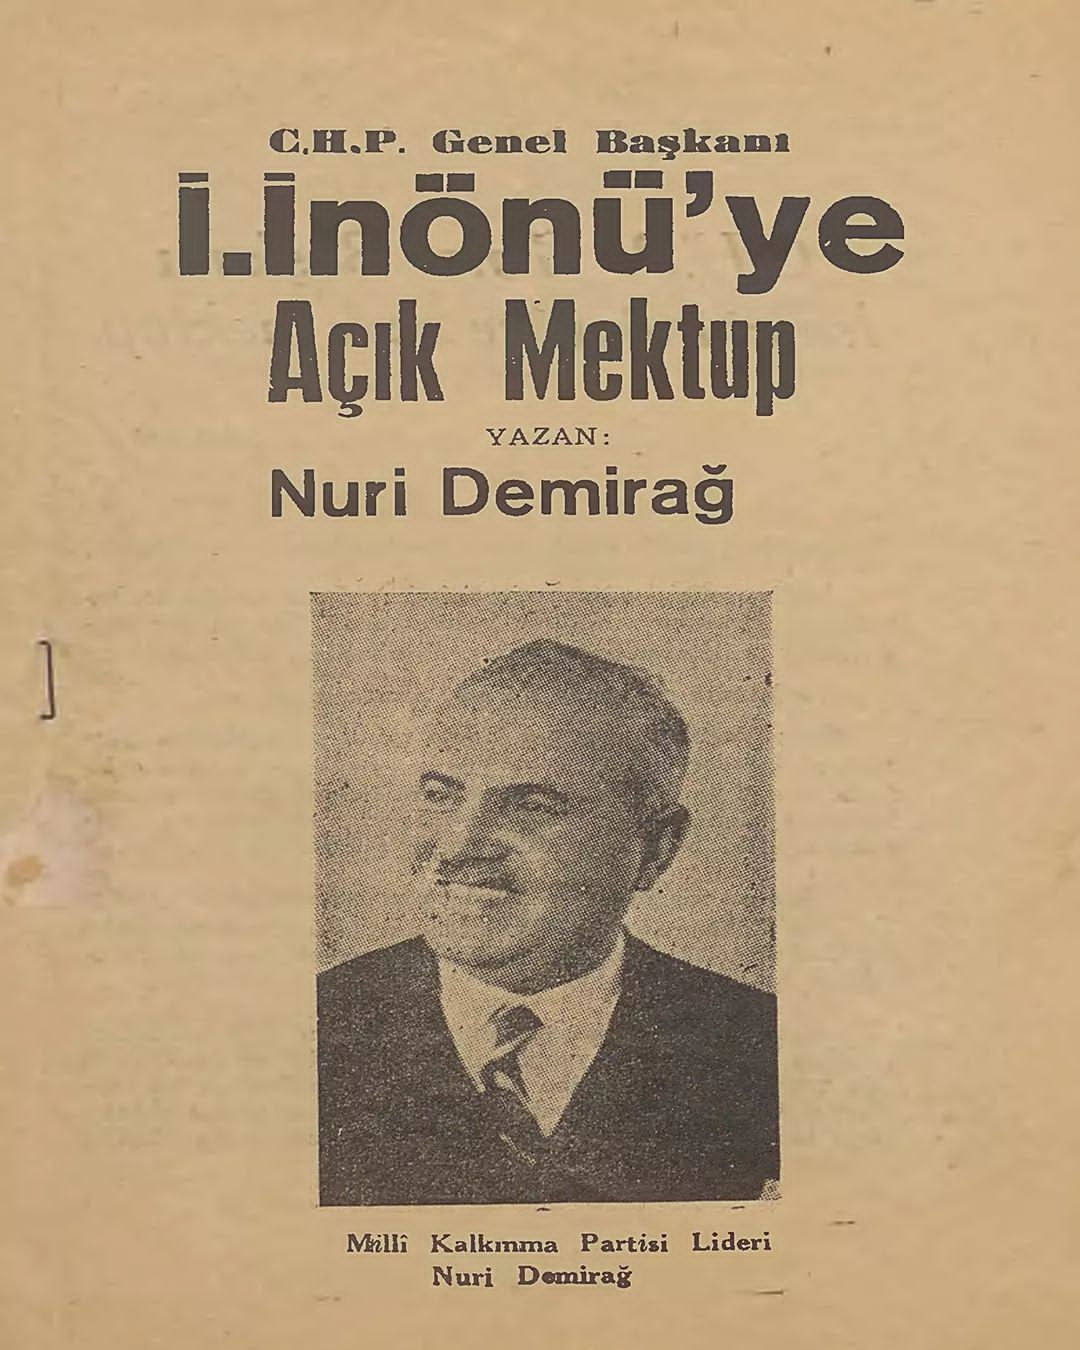 C.H.P. Genel Başkanı
İ.İnönü'ye
Açık Mektup
YAZAN:
Nuri Demirağ
Millî Kalkınma Partisi Lideri
Nuri Demirağ